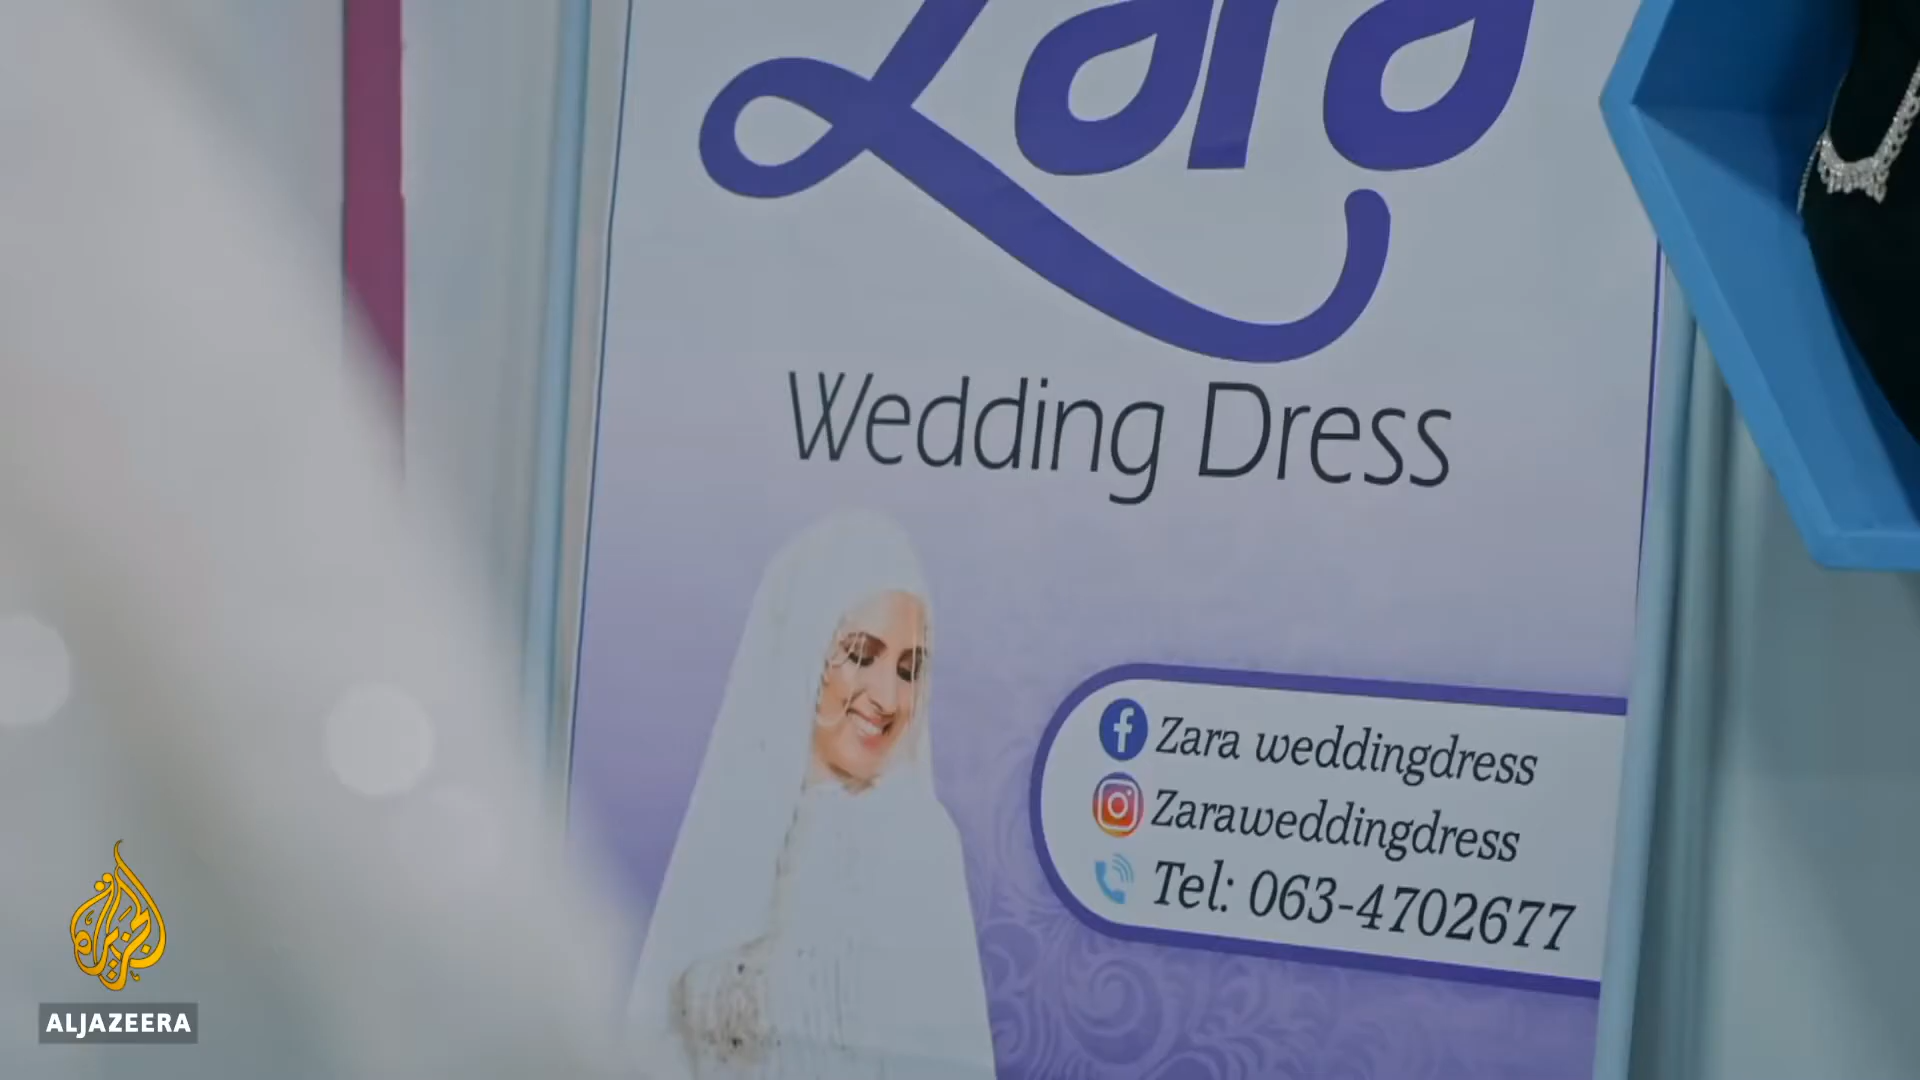 Zara
Wedding Dress
Zara weddingdress
Zaraweddingdress
Tel: 063-4702677
ALJAZEERA